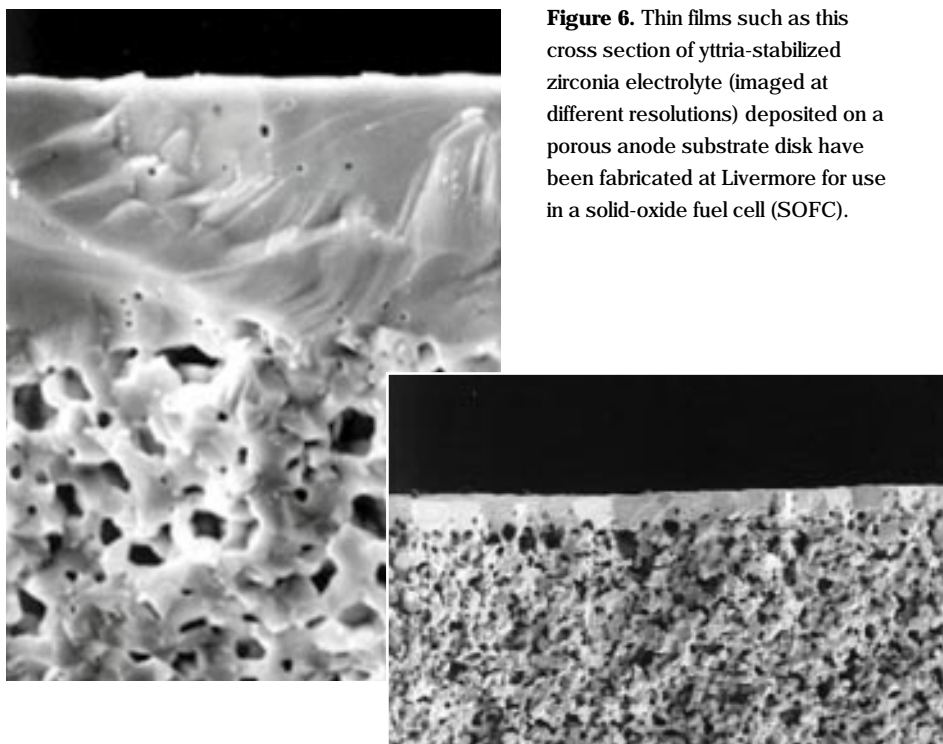 Figure 6. Thin films such as this
cross section of yttria-stabilized
zirconia electrolyte (imaged at
different resolutions) deposited on a
porous anode substrate disk have
been fabricated at Livermore for use
in a solid-oxide fuel cell (SOFC).